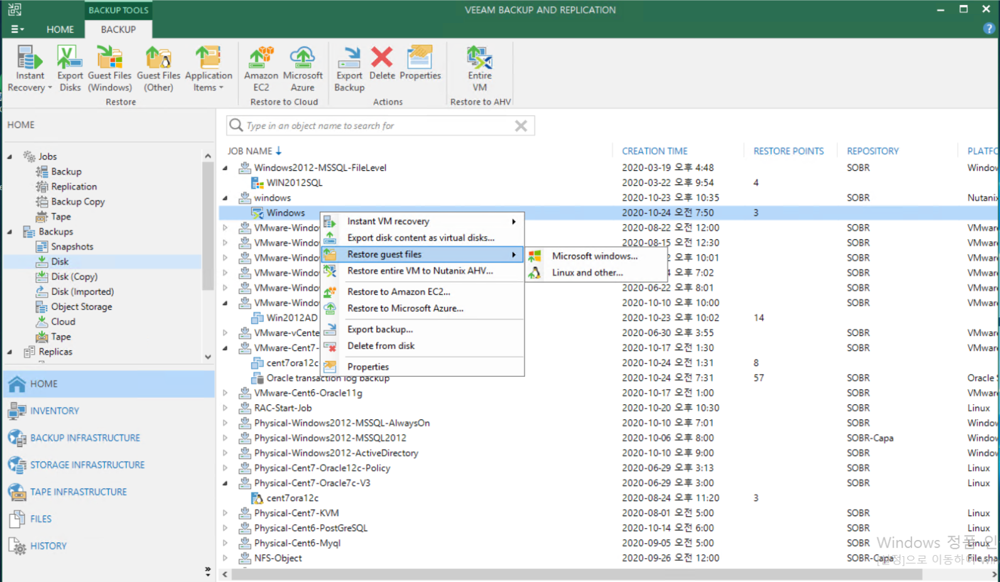 BACKUP TOOLS
VEEAM BACKUP AND REPLICATION
HOME
BACKUP
Instant Recovery
Export Disks
Guest Files (Windows)
Guest Files (Other)
Application Items
Restore
Amazon EC2
Microsoft Azure
Restore to Cloud
Export Backup
Delete
Properties
Actions
Entire VM
Restore to AHV
HOME
Jobs
Backup
Replication
Backup Copy
Tape
Backups
Snapshots
Disk
Disk (Copy)
Disk (Imported)
Object Storage
Cloud
Tape
Replicas
HOME
INVENTORY
BACKUP INFRASTRUCTURE
STORAGE INFRASTRUCTURE
TAPE INFRASTRUCTURE
FILES
HISTORY
Type in an object name to search for
JOB NAME CREATION TIME RESTORE POINTS REPOSITORY PLATFO
Windows2012-MSSQL-FileLevel 2020-03-19 오후 4:48 SOBR Window
WIN2012SQL 2020-03-22 오후 9:54 4
windows 2020-10-23 오후 10:35 SOBR Nutanix
Windows 2020-10-24 오전 7:50 3
VMware-Windo 2020-08-22 오전 12:00 SOBR VMware
VMware-Windo 2020-08-15 오전 12:30 SOBR VMware
VMware-Windo 오후 10:01 SOBR VMware
VMware-Windo 오전 7:02 SOBR VMware
VMware-Windo 2020-06-22 오후 8:01 SOBR VMware
VMware-Windo 2020-10-10 오후 10:00 SOBR VMware
Win2012AD 2020-10-23 오후 10:02 14
VMware-vCente 2020-06-30 오후 3:55 SOBR VMware
VMware-Cent7- 2020-10-17 오전 1:30 SOBR VMware
cent7ora12c 2020-10-24 오전 1:31 8
Oracle transaction log backup 2020-10-24 오전 7:31 57 SOBR Oracle
VMware-Cent6-Oracle11g 2020-10-17 오전 1:00 SOBR VMware
RAC-Start-Job 2020-10-20 오후 10:30 SOBR Linux
Physical-Windows2012-MSSQL-AlwaysOn 2020-10-10 오후 7:01 SOBR Window
Physical-Windows2012-MSSQL2012 2020-10-06 오후 8:00 SOBR-Capa Window
Physical-Windows2012-ActiveDirectory 2020-10-10 오후 9:00 SOBR Window
Physical-Cent7-Oracle12c-Policy 2020-06-29 오후 3:13 SOBR Linux
Physical-Cent7-Oracle7c-V3 2020-06-29 오후 3:00 SOBR Linux
cent7ora12c 2020-08-24 오후 11:20 3
Physical-Cent7-KVM 2020-08-01 오전 5:00 SOBR Linux
Physical-Cent6-PostGreSQL 2020-10-14 오전 6:00 SOBR Linux
Physical-Cent6-Myql 2020-09-05 오전 5:00 SOBR Linux
NFS-Object 2020-09-26 오전 12:00 SOBR-Capa File sha
Instant VM recovery
Export disk content as virtual disks...
Restore guest files
Restore entire VM to Nutanix AHV...
Restore to Amazon EC2...
Restore to Microsoft Azure...
Export backup...
Delete from disk
Properties
Microsoft windows...
Linux and other...
Windows 정품 인
[설정]으로 이동하여